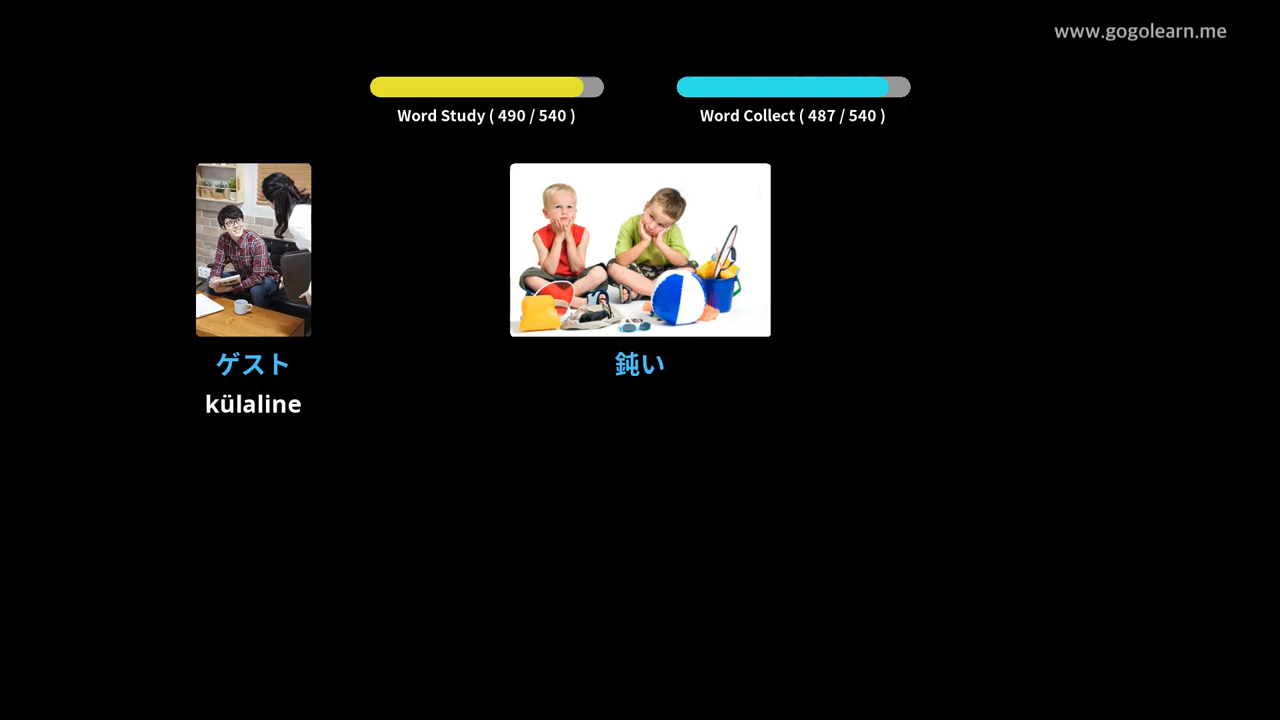 www.gogolearn.me
Word Study ( 490 / 540 )
Word Collect ( 487 / 540 )
ゲスト
külaline
鈍い